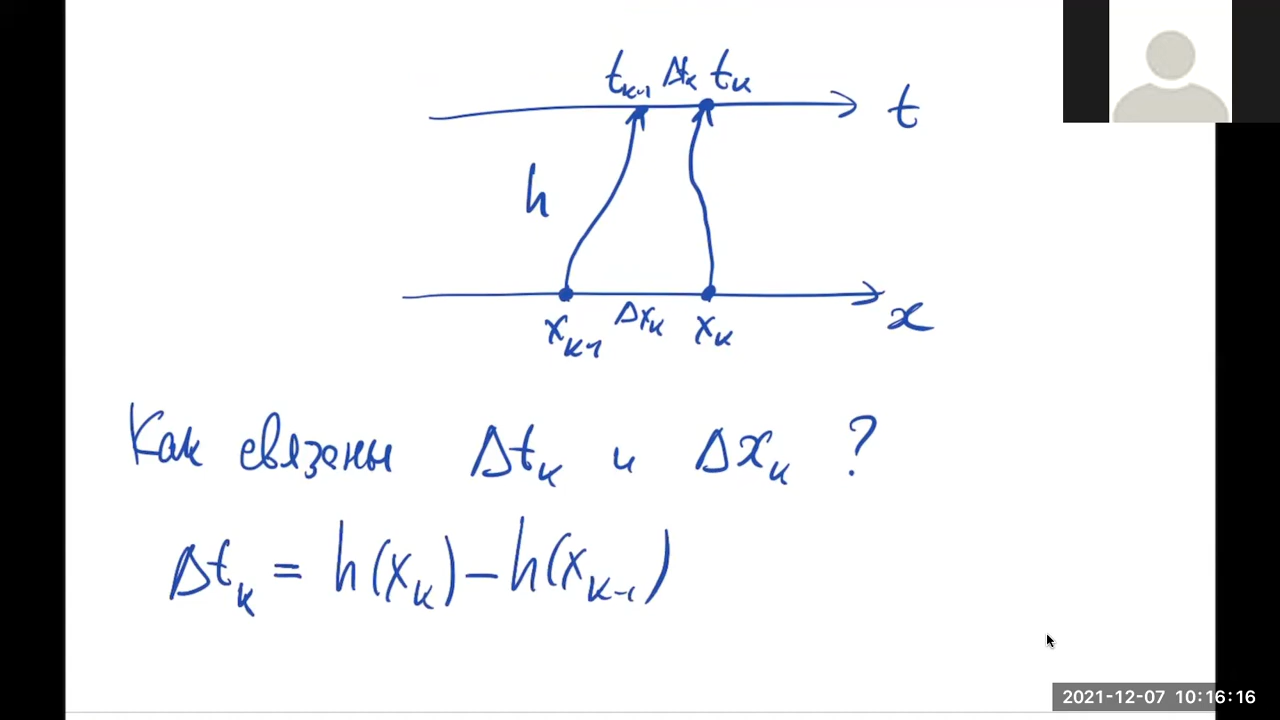 t_{k-1} Δt_k t_k
t
h
x_{k-1} Δx_k x_k
x
Как связаны Δt_k и Δx_k ?
Δt_k = h(x_k) – h(x_{k-1})
2021-12-07 10:16:16